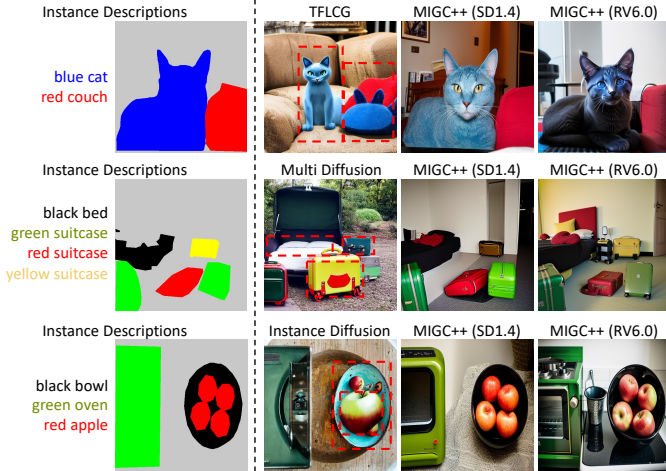 Instance Descriptions
TFLCG
MIGC++ (SD1.4)
MIGC++ (RV6.0)
blue cat
red couch
Instance Descriptions
Multi Diffusion
MIGC++ (SD1.4)
MIGC++ (RV6.0)
black bed
green suitcase
red suitcase
yellow suitcase
Instance Descriptions
Instance Diffusion
MIGC++ (SD1.4)
MIGC++ (RV6.0)
black bowl
green oven
red apple